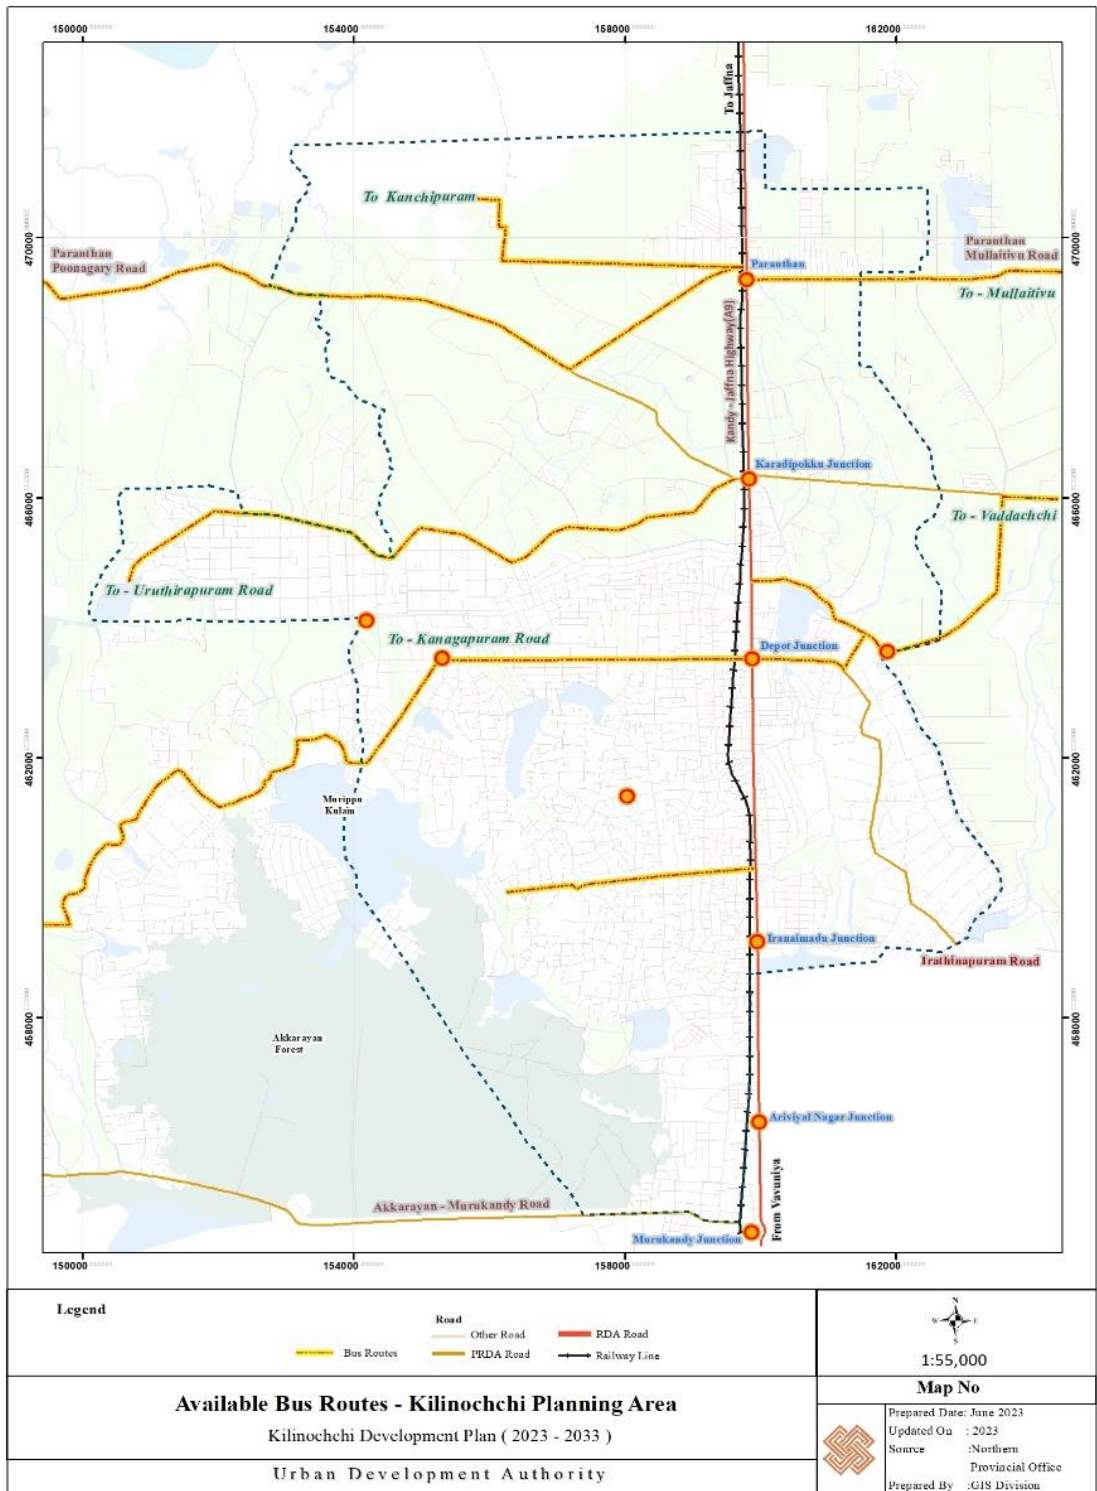 150000
154000
158000
162000
To Jaffna
To Kanchipuram
470000
470000
Paranthan
Poonagary Road
Paranthan
Mullaitivu Road
Paranthan
To - Mullaitivu
Kandy - Jaffna Highway(A9)
Karadipokku Junction
466000
466000
To - Vaddachchi
To - Uruthirapuram Road
To - Kanagapuram Road
Depot Junction
462000
462000
Murippu
Kulam
Iranaimadu Junction
Irathinapuram Road
458000
458000
Akkarayan
Forest
Ariviyal Nagar Junction
From Vavuniya
Akkarayan - Murukandy Road
Murukandy Junction
150000
154000
158000
162000
Legend
Road
Other Road
RDA Road
Bus Routes
PRDA Road
Railway Line
N
W
E
S
1:55,000
Available Bus Routes - Kilinochchi Planning Area
Kilinochchi Development Plan ( 2023 - 2033 )
Urban Development Authority
Map No
Prepared Date: June 2023
Updated On : 2023
Source :Northern
Provincial Office
Prepared By :GIS Division